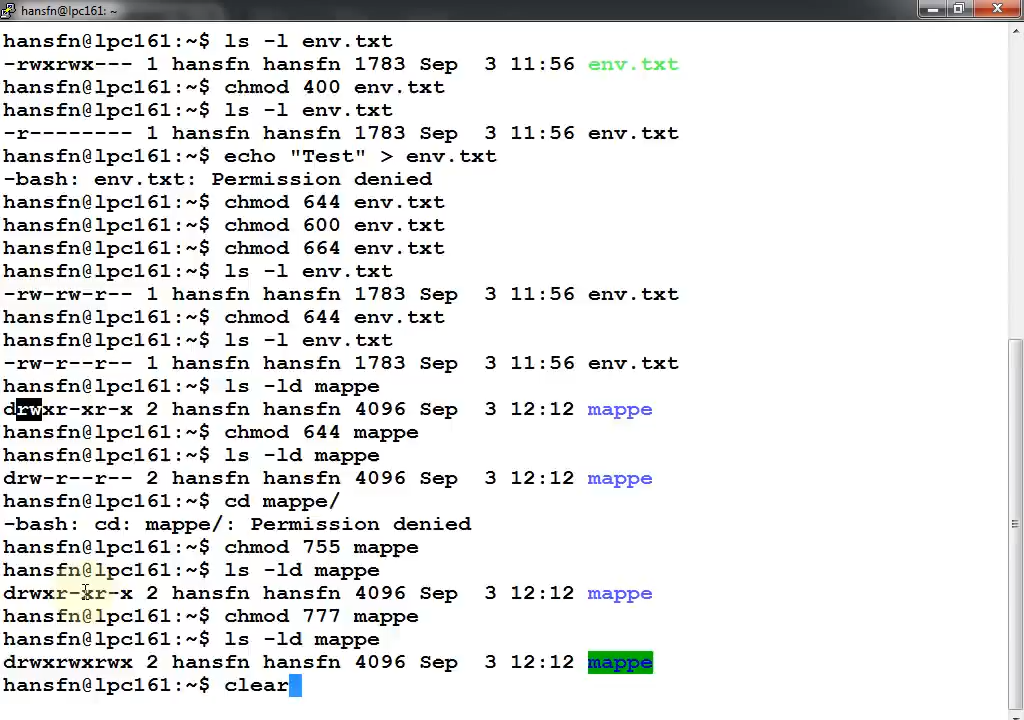 hansfn@lpc161: ~
hansfn@lpc161:~$ ls -l env.txt
-rwxrwx--- 1 hansfn hansfn 1783 Sep  3 11:56 env.txt
hansfn@lpc161:~$ chmod 400 env.txt
hansfn@lpc161:~$ ls -l env.txt
-r-------- 1 hansfn hansfn 1783 Sep  3 11:56 env.txt
hansfn@lpc161:~$ echo "Test" > env.txt
-bash: env.txt: Permission denied
hansfn@lpc161:~$ chmod 644 env.txt
hansfn@lpc161:~$ chmod 600 env.txt
hansfn@lpc161:~$ chmod 664 env.txt
hansfn@lpc161:~$ ls -l env.txt
-rw-rw-r-- 1 hansfn hansfn 1783 Sep  3 11:56 env.txt
hansfn@lpc161:~$ chmod 644 env.txt
hansfn@lpc161:~$ ls -l env.txt
-rw-r--r-- 1 hansfn hansfn 1783 Sep  3 11:56 env.txt
hansfn@lpc161:~$ ls -ld mappe
drwxr-xr-x 2 hansfn hansfn 4096 Sep  3 12:12 mappe
hansfn@lpc161:~$ chmod 644 mappe
hansfn@lpc161:~$ ls -ld mappe
drw-r--r-- 2 hansfn hansfn 4096 Sep  3 12:12 mappe
hansfn@lpc161:~$ cd mappe/
-bash: cd: mappe/: Permission denied
hansfn@lpc161:~$ chmod 755 mappe
hansfn@lpc161:~$ ls -ld mappe
drwxr-xr-x 2 hansfn hansfn 4096 Sep  3 12:12 mappe
hansfn@lpc161:~$ chmod 777 mappe
hansfn@lpc161:~$ ls -ld mappe
drwxrwxrwx 2 hansfn hansfn 4096 Sep  3 12:12 mappe
hansfn@lpc161:~$ clear